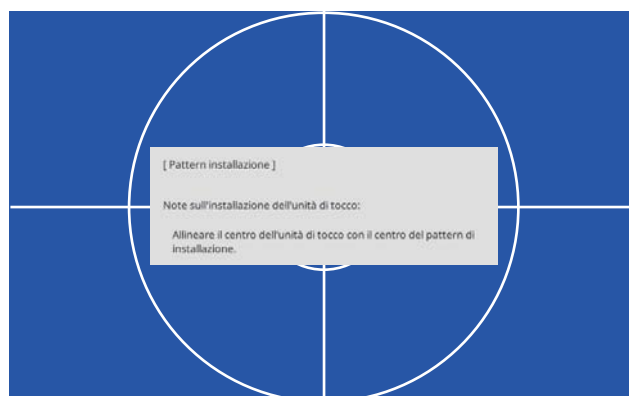 [ Pattern installazione ]
Note sull'installazione dell'unità di tocco:
Allineare il centro dell'unità di tocco con il centro del pattern di
installazione.